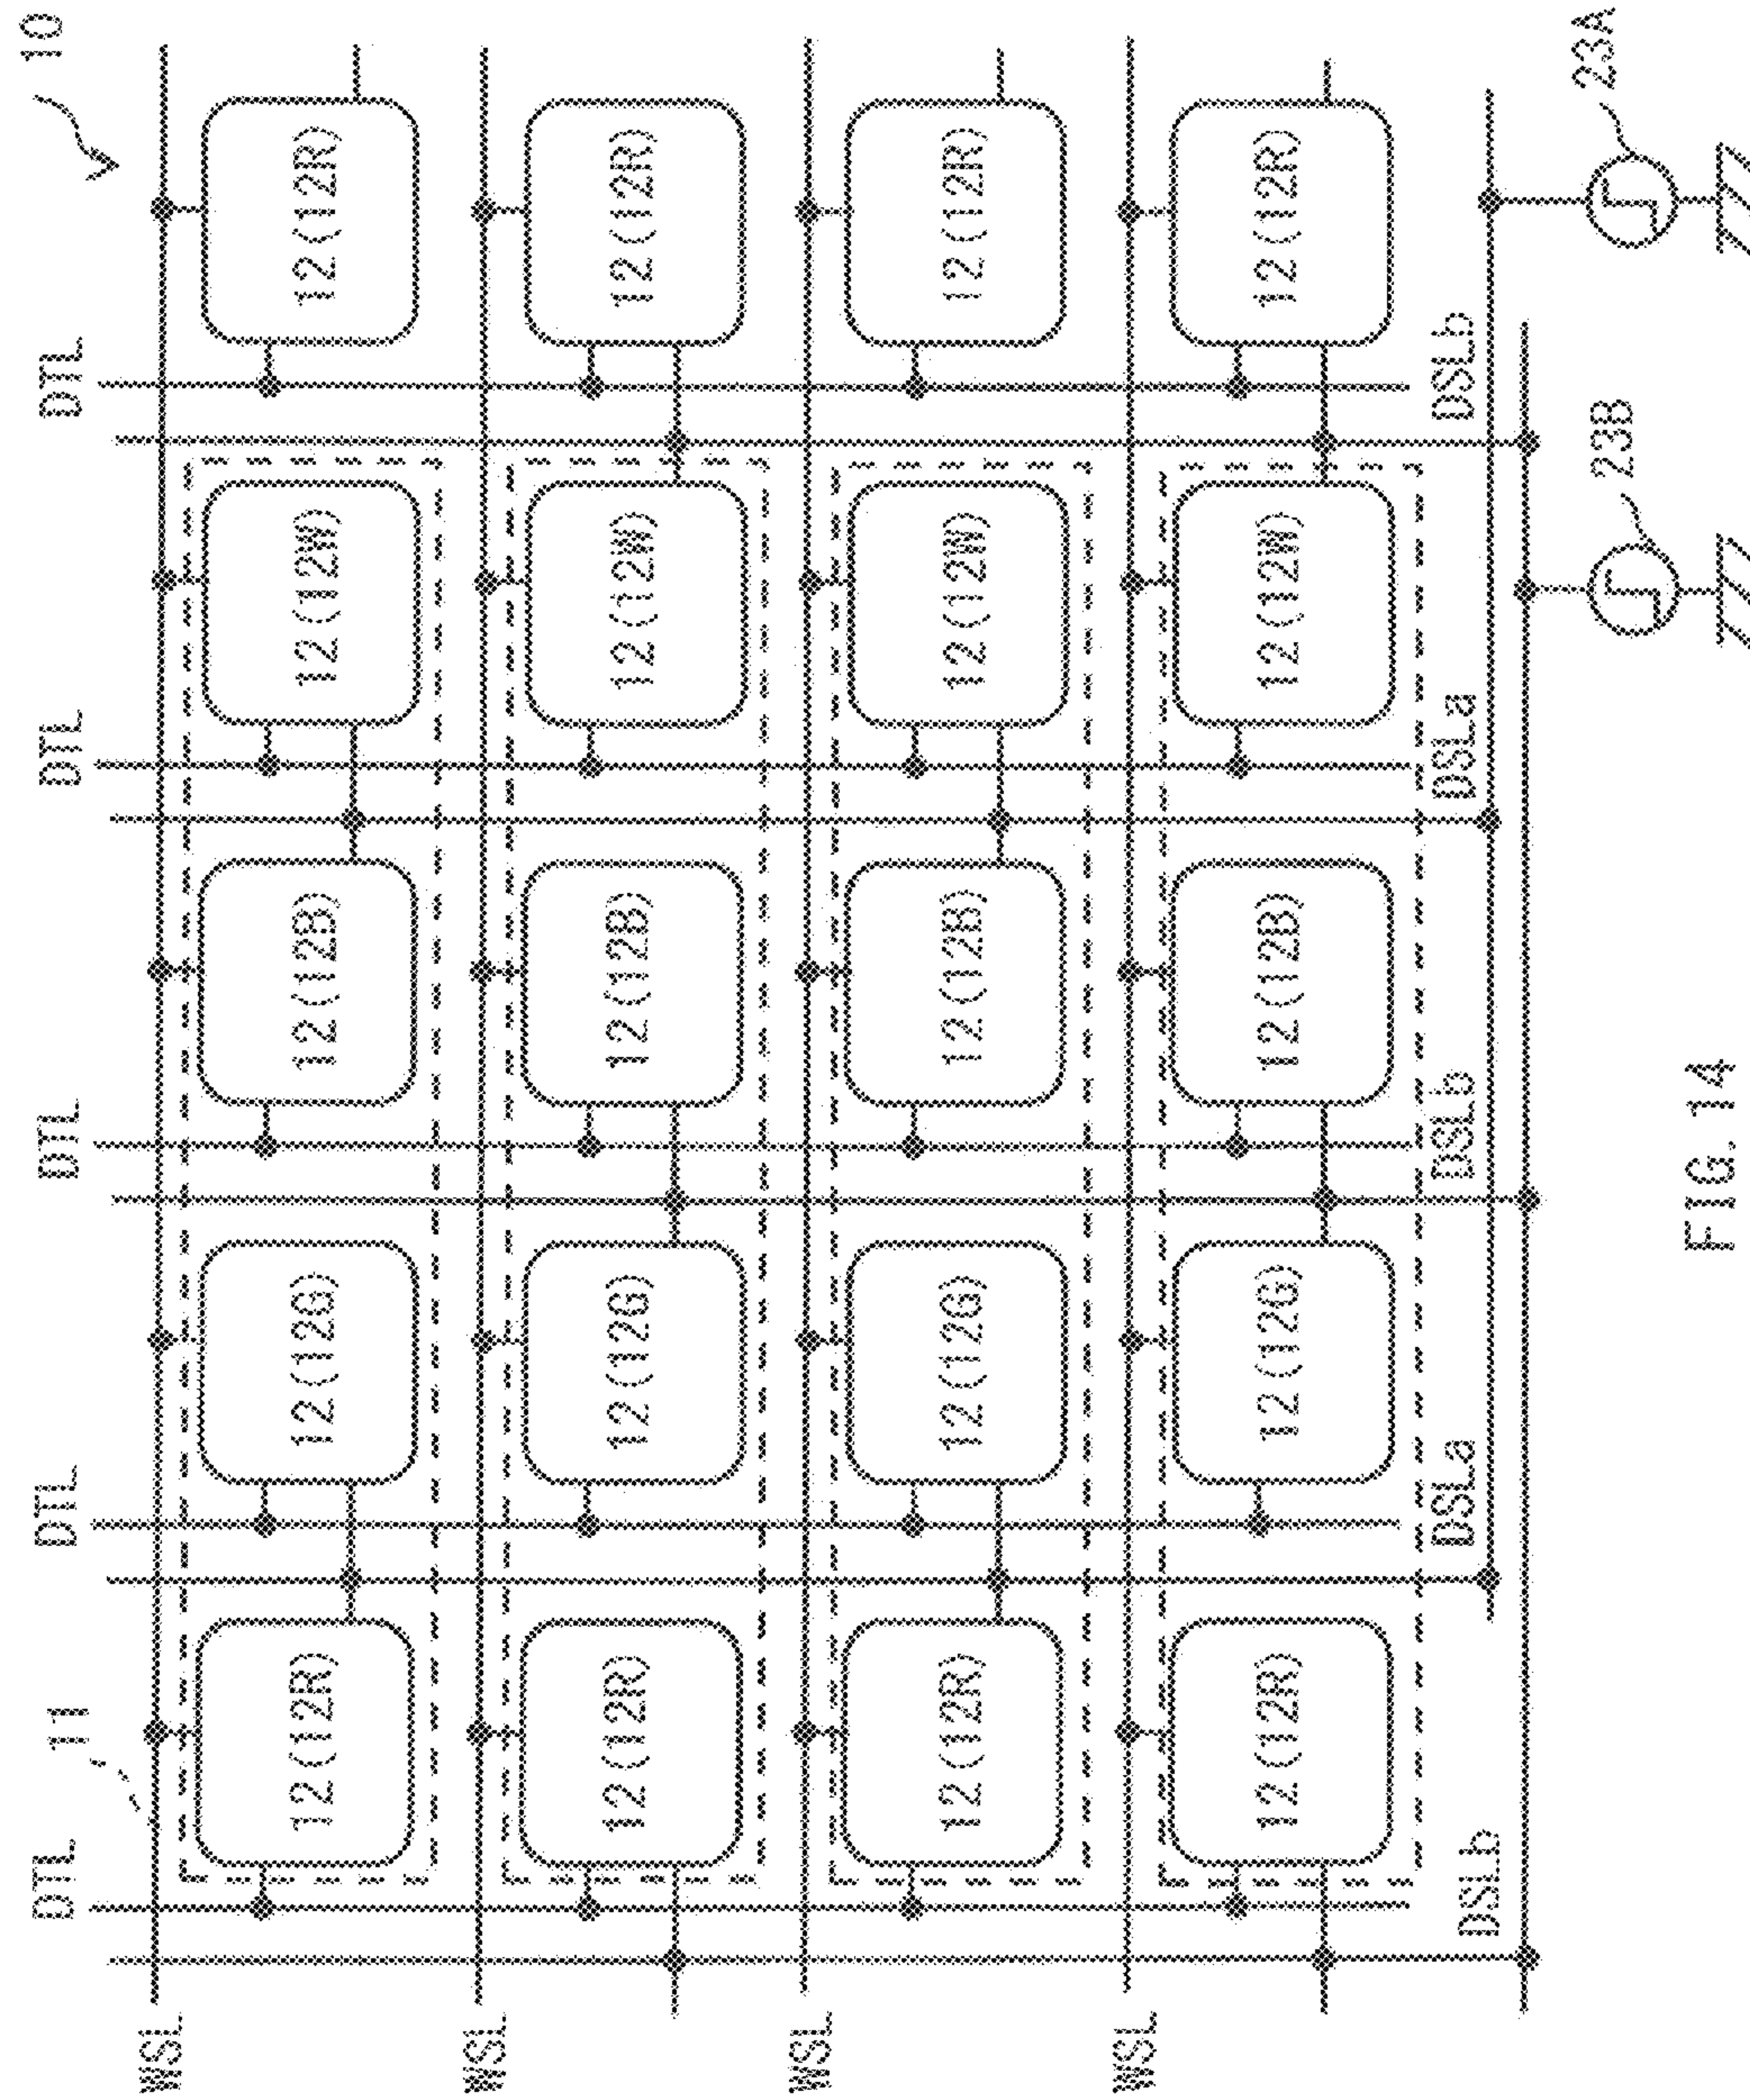 DTL 11 DTL DTL DTL DTL 10
WSL
12(12R) 12(12G) 12(12B) 12(12W) 12(12R)
WSL
12(12R) 12(12G) 12(12B) 12(12W) 12(12R)
WSL
12(12R) 12(12G) 12(12B) 12(12W) 12(12R)
WSL
12(12R) 12(12G) 12(12B) 12(12W) 12(12R)
DSLb DSLa DSLb DSLa DSLb
23B 23A
FIG. 14